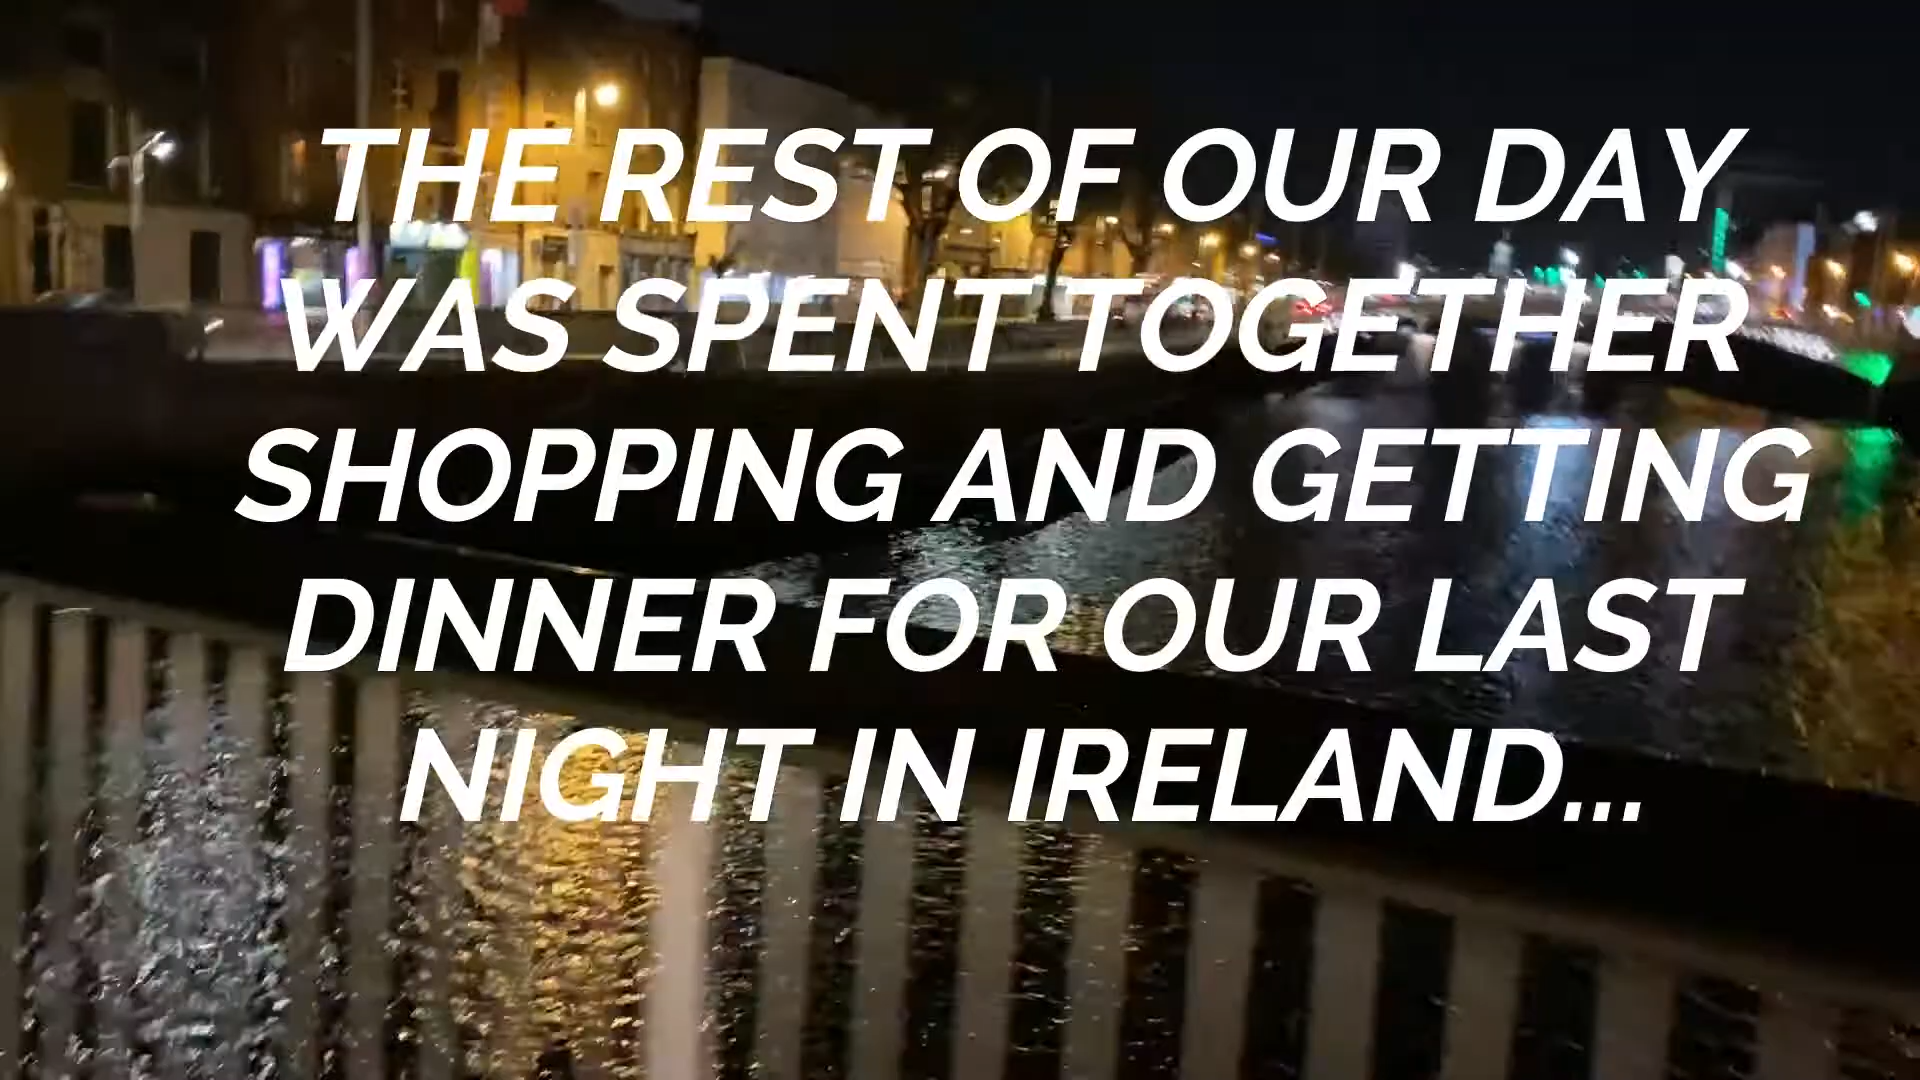 THE REST OF OUR DAY
WAS SPENT TOGETHER
SHOPPING AND GETTING
DINNER FOR OUR LAST
NIGHT IN IRELAND...